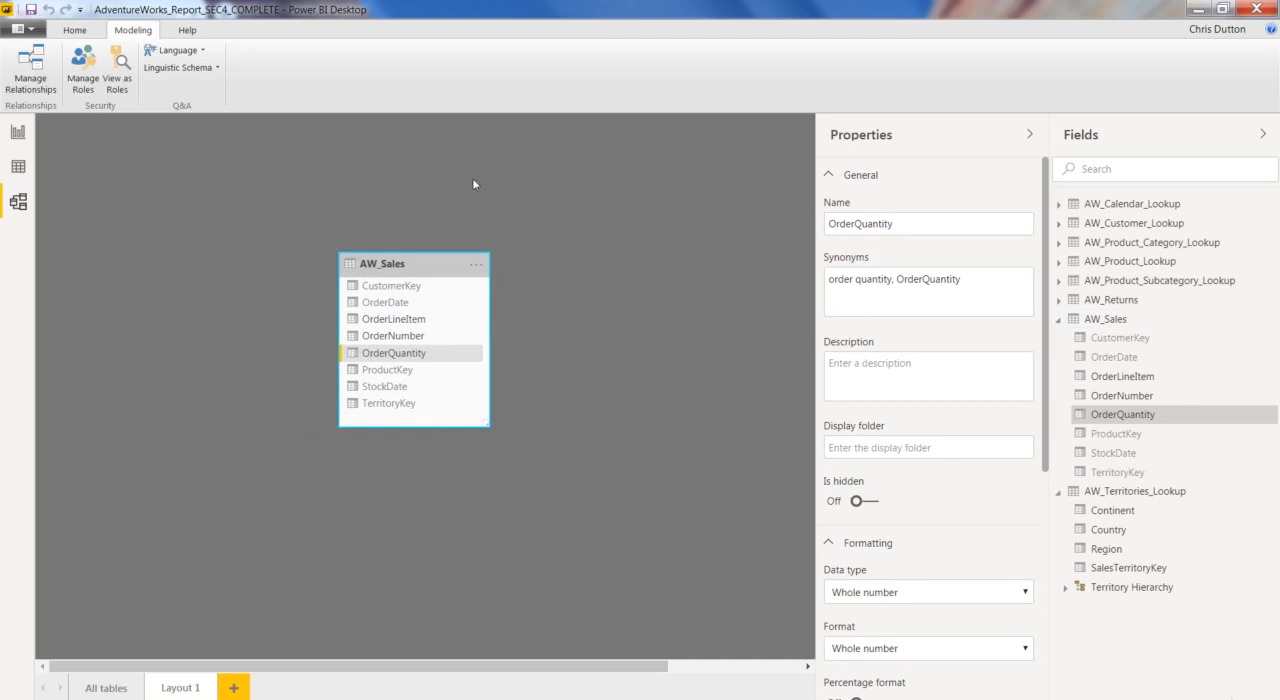 AdventureWorks_Report_SEC4_COMPLETE - Power BI Desktop
Home
Modeling
Help
Chris Dutton
Manage
Relationships
Manage
Roles
View as
Roles
Language
Linguistic Schema
Relationships
Security
Q&A
AW_Sales
CustomerKey
OrderDate
OrderLineItem
OrderNumber
OrderQuantity
ProductKey
StockDate
TerritoryKey
All tables
Layout 1
Properties
General
Name
OrderQuantity
Synonyms
order quantity, OrderQuantity
Description
Enter a description
Display folder
Enter the display folder
Is hidden
Off
Formatting
Data type
Whole number
Format
Whole number
Percentage format
Fields
Search
AW_Calendar_Lookup
AW_Customer_Lookup
AW_Product_Category_Lookup
AW_Product_Lookup
AW_Product_Subcategory_Lookup
AW_Returns
AW_Sales
CustomerKey
OrderDate
OrderLineItem
OrderNumber
OrderQuantity
ProductKey
StockDate
TerritoryKey
AW_Territories_Lookup
Continent
Country
Region
SalesTerritoryKey
Territory Hierarchy